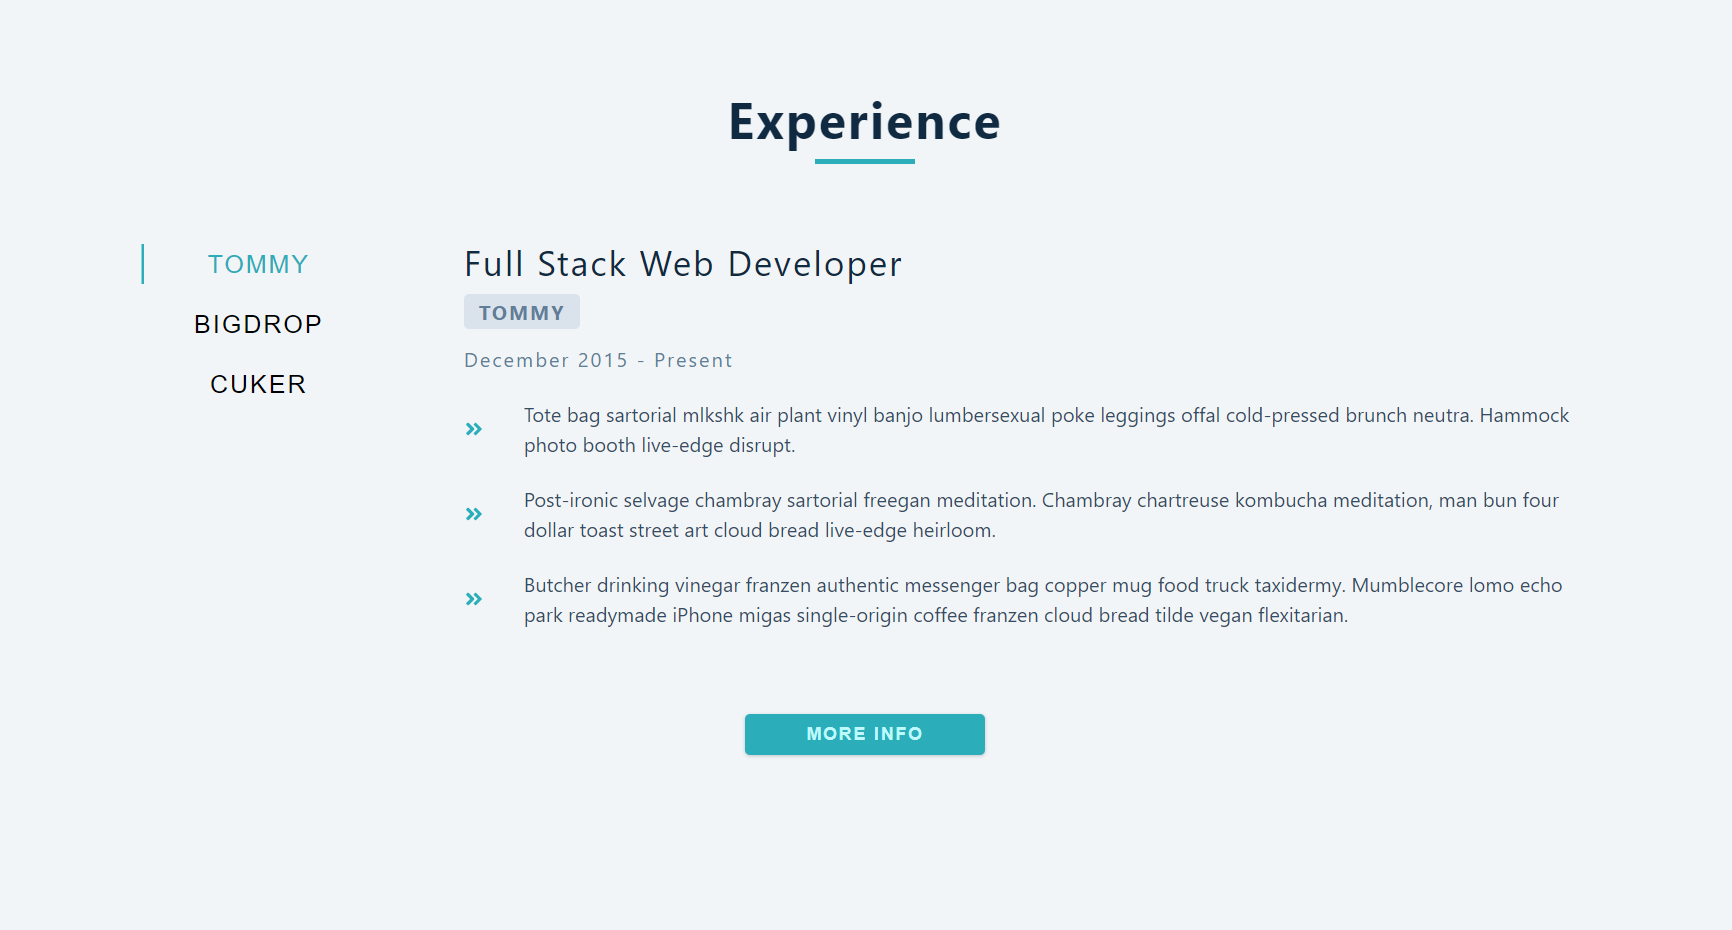 Experience
TOMMY
BIGDROP
CUKER
Full Stack Web Developer
TOMMY
December 2015 - Present
Tote bag sartorial mlkshk air plant vinyl banjo lumbersexual poke leggings offal cold-pressed brunch neutra. Hammock
photo booth live-edge disrupt.
Post-ironic selvage chambray sartorial freegan meditation. Chambray chartreuse kombucha meditation, man bun four
dollar toast street art cloud bread live-edge heirloom.
Butcher drinking vinegar franzen authentic messenger bag copper mug food truck taxidermy. Mumblecore lomo echo
park readymade iPhone migas single-origin coffee franzen cloud bread tilde vegan flexitarian.
MORE INFO